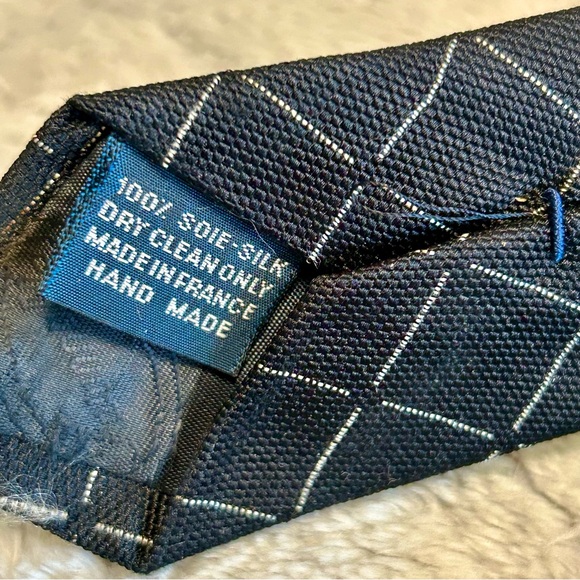 100% SOIE-SILK
DRY CLEAN ONLY
MADE IN FRANCE
HAND MADE